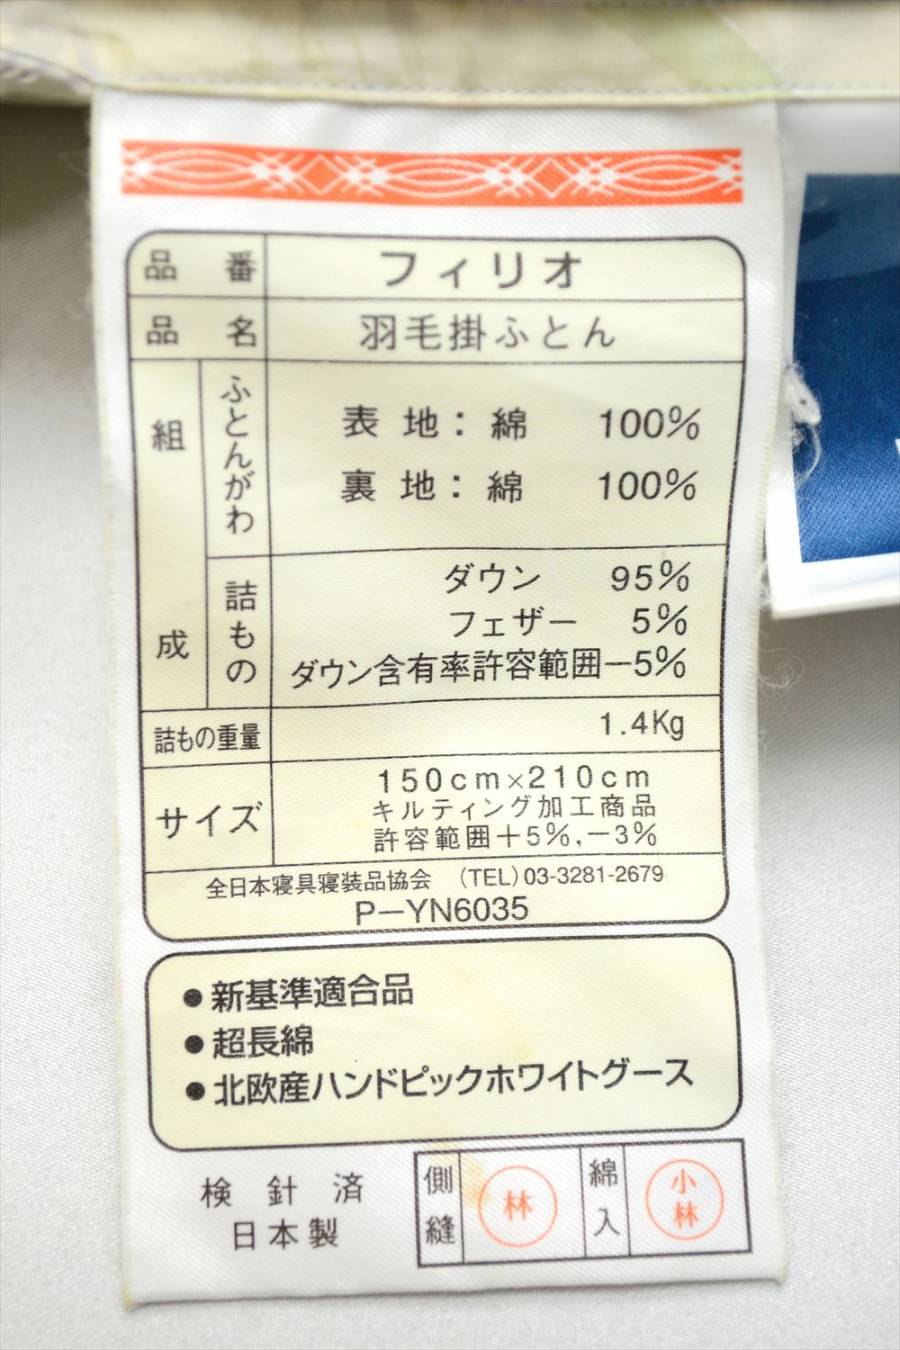 品番 フィリオ
品名 羽毛掛ふとん
組成
ふとんがわ
表地：綿 100%
裏地：綿 100%
詰もの
ダウン 95%
フェザー 5%
ダウン含有率許容範囲－5%
詰もの重量 1.4Kg
サイズ
150cm×210cm
キルティング加工商品
許容範囲＋5%,－3%
全日本寝具寝装品協会 (TEL)03-3281-2679
P－YN6035
●新基準適合品
●超長綿
●北欧産ハンドピックホワイトグース
検針済
日本製
側縫 林
綿入 小林